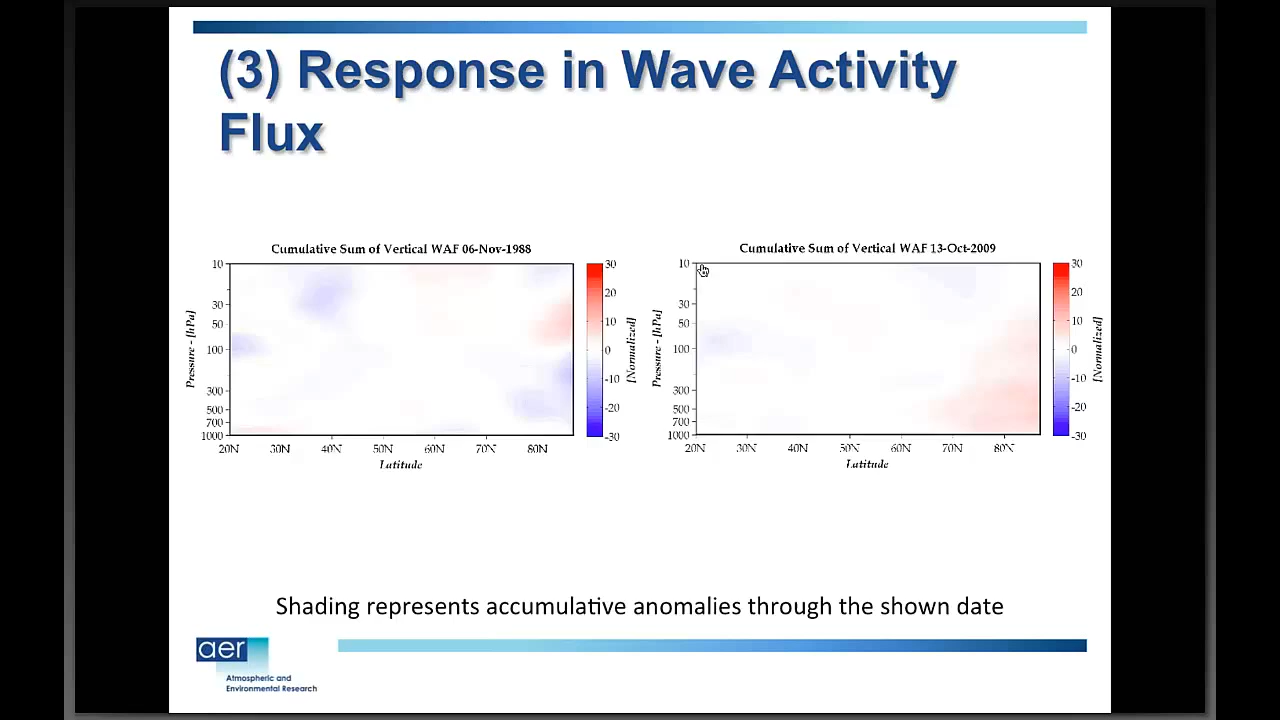 (3) Response in Wave Activity
Flux
Cumulative Sum of Vertical WAF 06-Nov-1988
10
30
50
100
300
500
700
1000
Pressure - [hPa]
20N 30N 40N 50N 60N 70N 80N
Latitude
30
20
10
0
-10
-20
-30
[Normalized]
Cumulative Sum of Vertical WAF 13-Oct-2009
10
30
50
100
300
500
700
1000
Pressure - [hPa]
20N 30N 40N 50N 60N 70N 80N
Latitude
30
20
10
0
-10
-20
-30
[Normalized]
Shading represents accumulative anomalies through the shown date
aer
Atmospheric and
Environmental Research